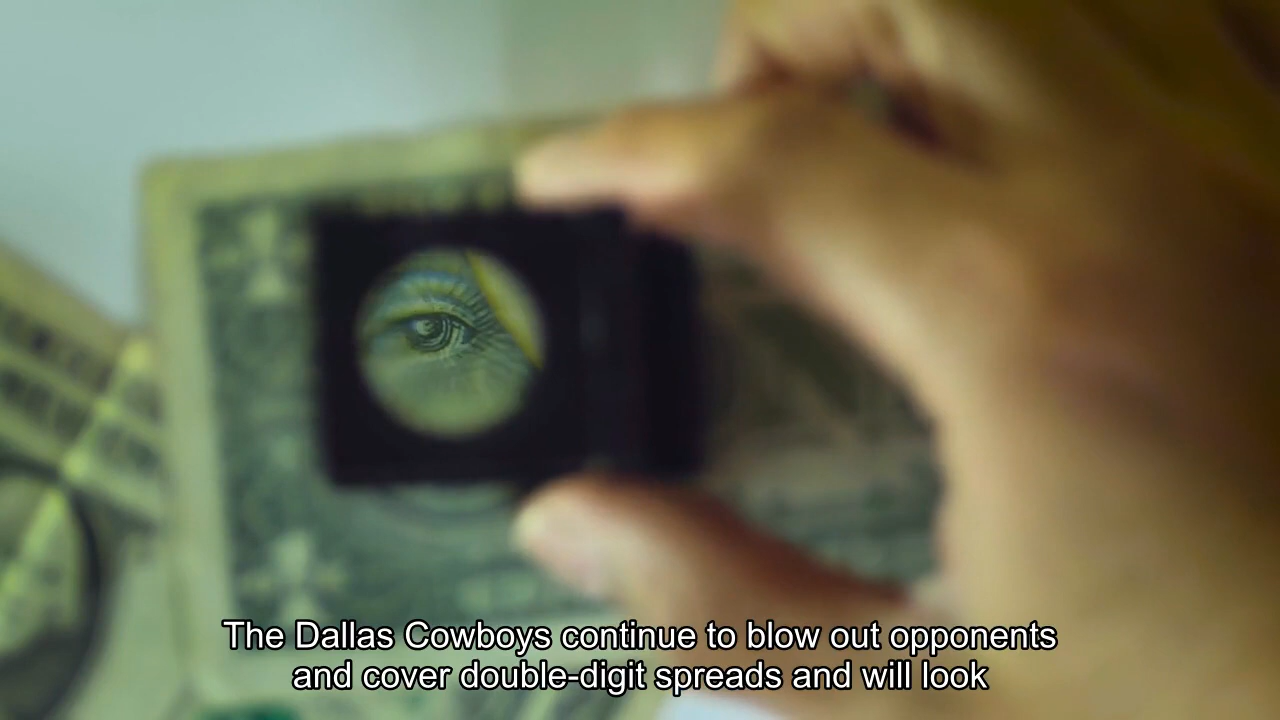 The Dallas Cowboys continue to blow out opponents
and cover double-digit spreads and will look